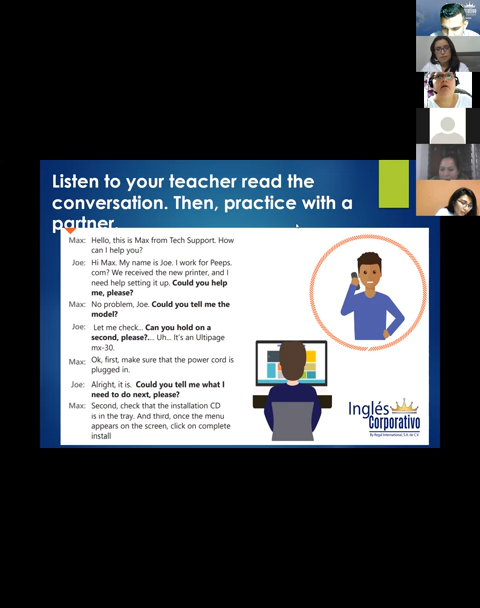 Listen to your teacher read the
conversation. Then, practice with a
partner.
Max: Hello, this is Max from Tech Support. How
can I help you?
Joe: Hi Max. My name is Joe. I work for Peeps.
com? We received the new printer, and I
need help setting it up. Could you help
me, please?
Max: No problem, Joe. Could you tell me the
model?
Joe: Let me check... Can you hold on a
second, please?.... Uh... It's an Ultipage
mx-30.
Max: Ok, first, make sure that the power cord is
plugged in.
Joe: Alright, it is. Could you tell me what I
need to do next, please?
Max: Second, check that the installation CD
is in the tray. And third, once the menu
appears on the screen, click on complete
install
Inglés
Corporativo
By Regal International, S.A. de C.V.